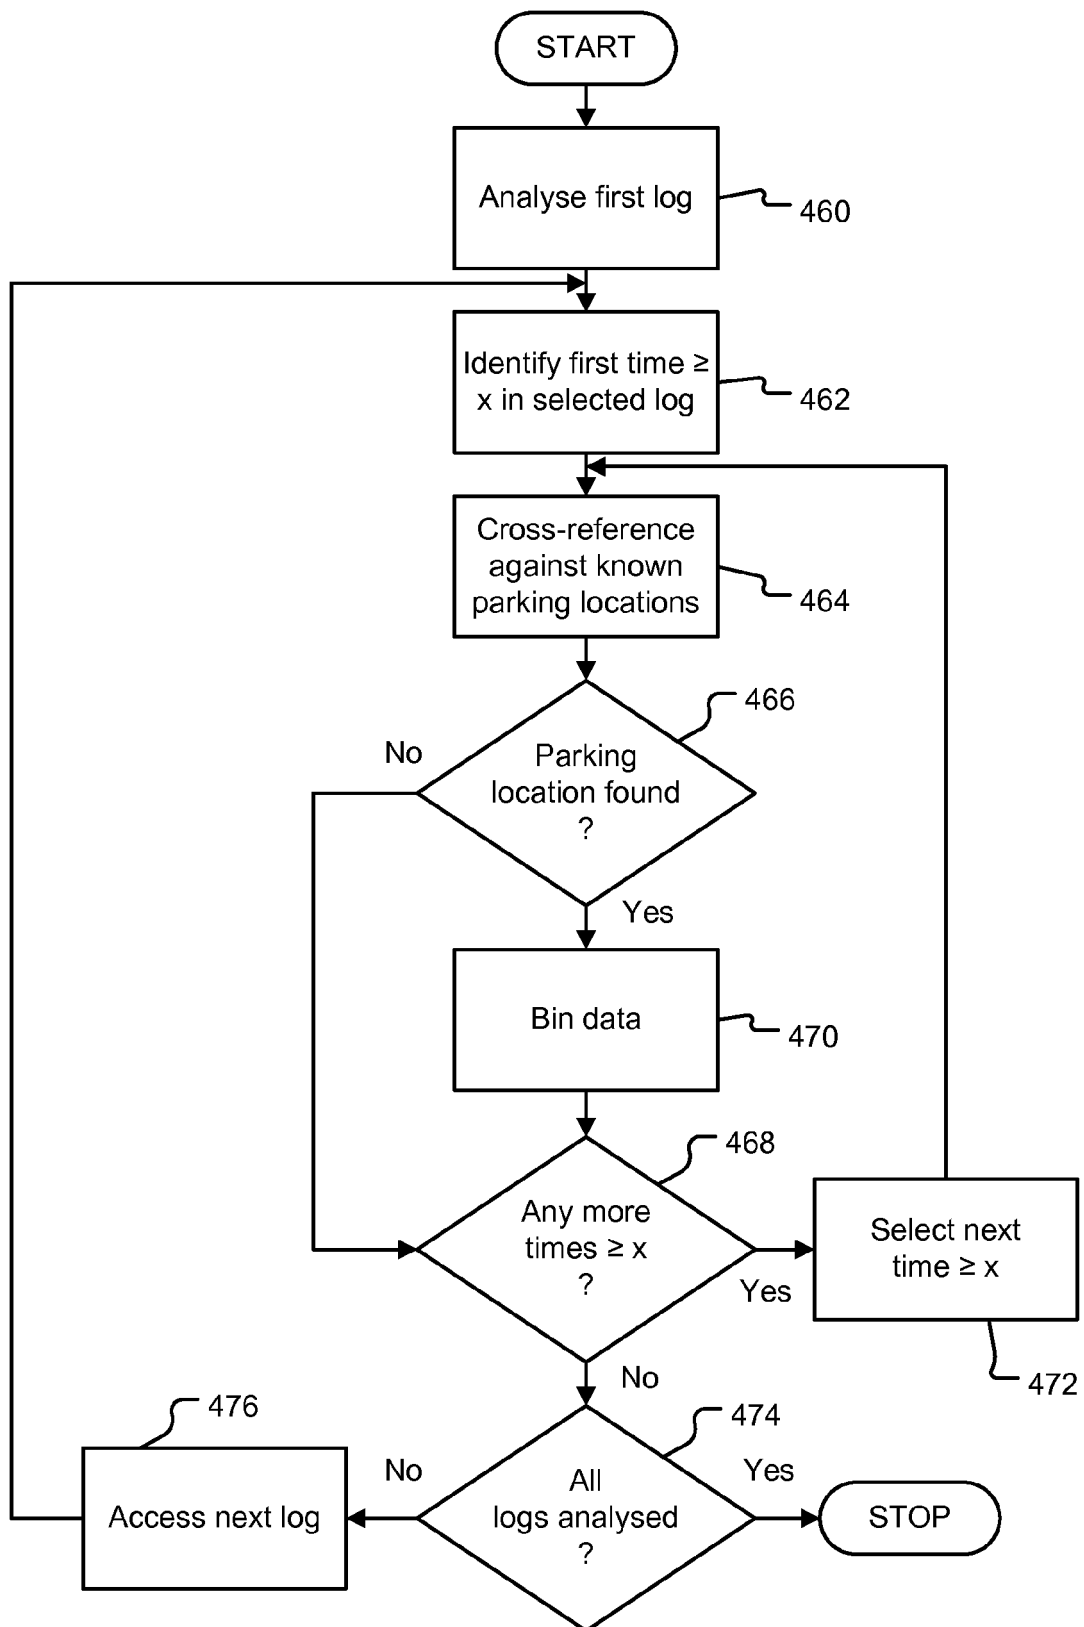 START
Analyse first log
460
Identify first time ≥
x in selected log
462
Cross-reference
against known
parking locations
464
466
No
Parking
location found
?
Yes
Bin data
470
468
Any more
times ≥ x
?
Yes
Select next
time ≥ x
472
No
476
474
Access next log
No
All
logs analysed
?
Yes
STOP